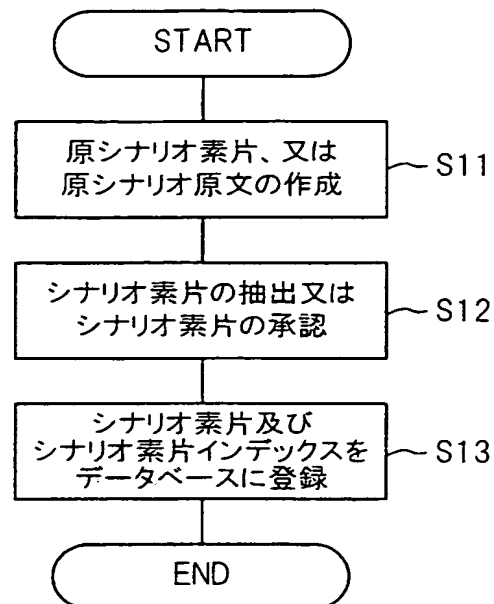 START
原シナリオ素片、又は
原シナリオ原文の作成
S11
シナリオ素片の抽出又は
シナリオ素片の承認
S12
シナリオ素片及び
シナリオ素片インデックスを
データベースに登録
S13
END